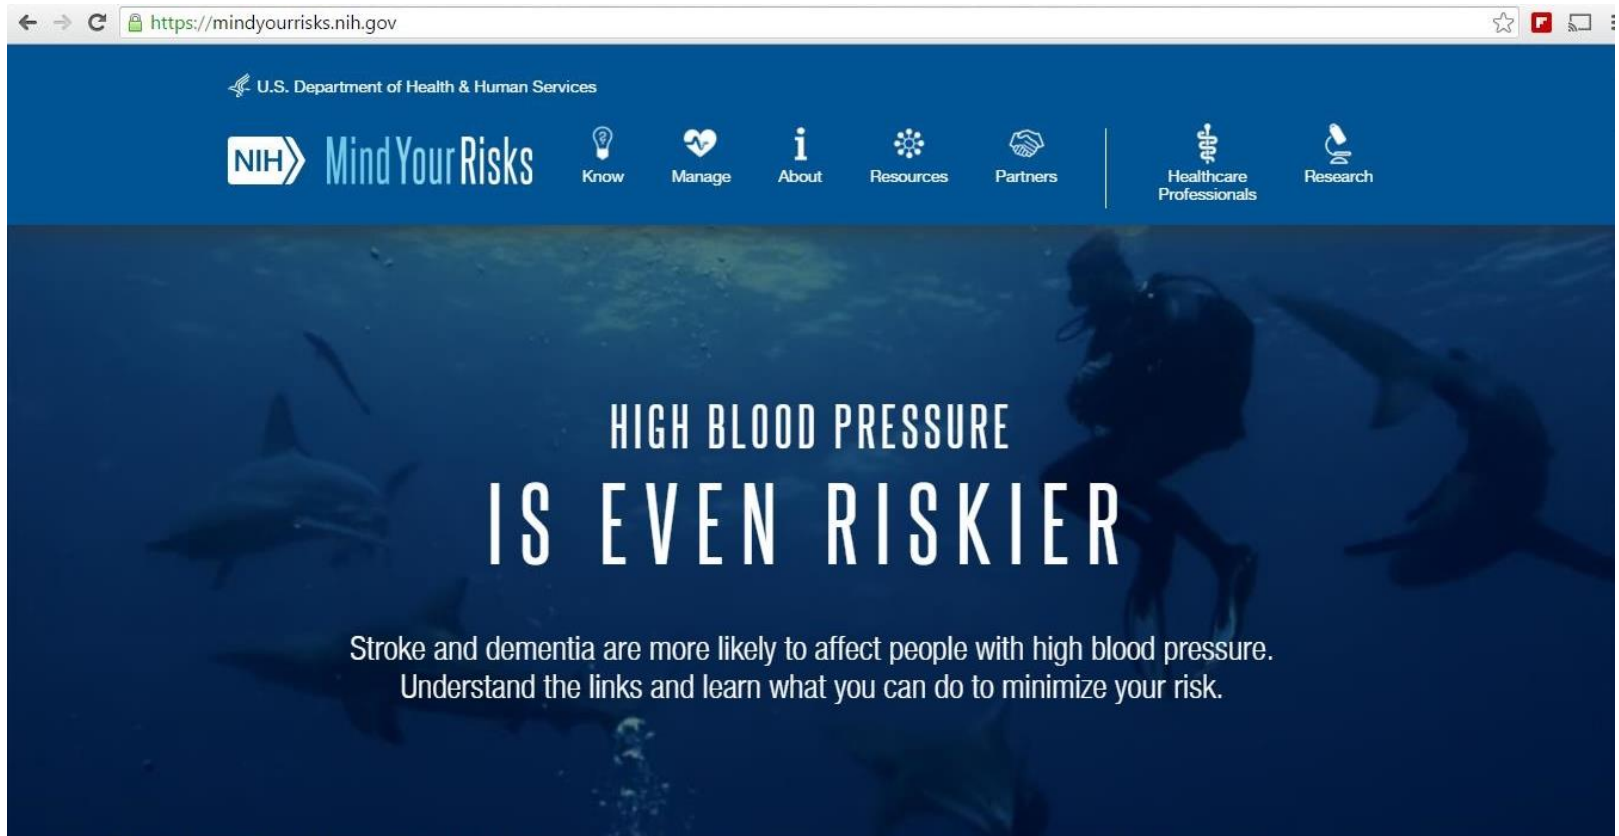 https://mindyourrisks.nih.gov
U.S. Department of Health & Human Services
NIH
Mind Your Risks
Know
Manage
About
Resources
Partners
Healthcare
Professionals
Research
HIGH BLOOD PRESSURE
IS EVEN RISKIER
Stroke and dementia are more likely to affect people with high blood pressure.
Understand the links and learn what you can do to minimize your risk.